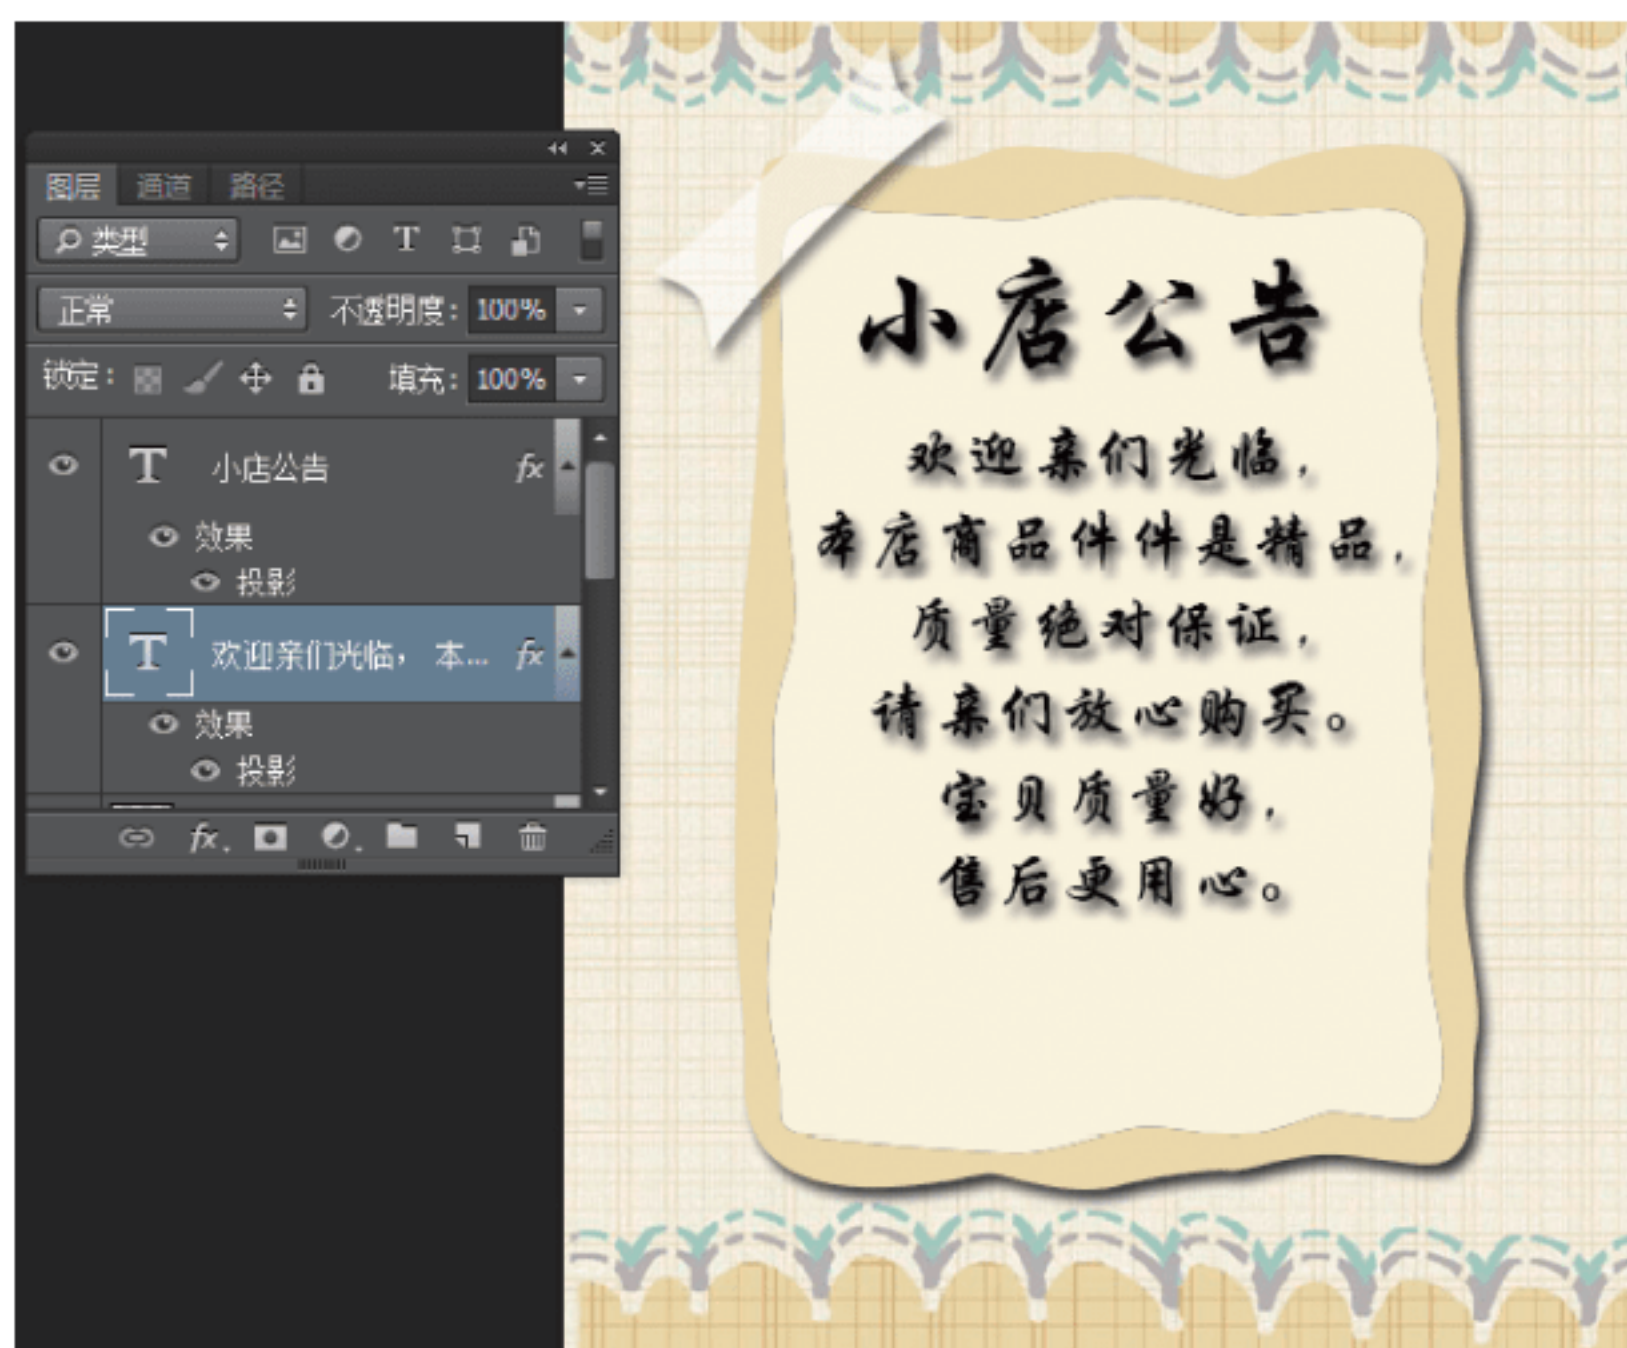 图层 通道 路径
类型
正常 不透明度: 100%
锁定: 填充: 100%
T 小店公告 fx
效果
投影
T 欢迎亲们光临， 本... fx
效果
投影
fx.
小店公告
欢迎亲们光临，
本店商品件件是精品，
质量绝对保证，
请亲们放心购买。
宝贝质量好，
售后更用心。